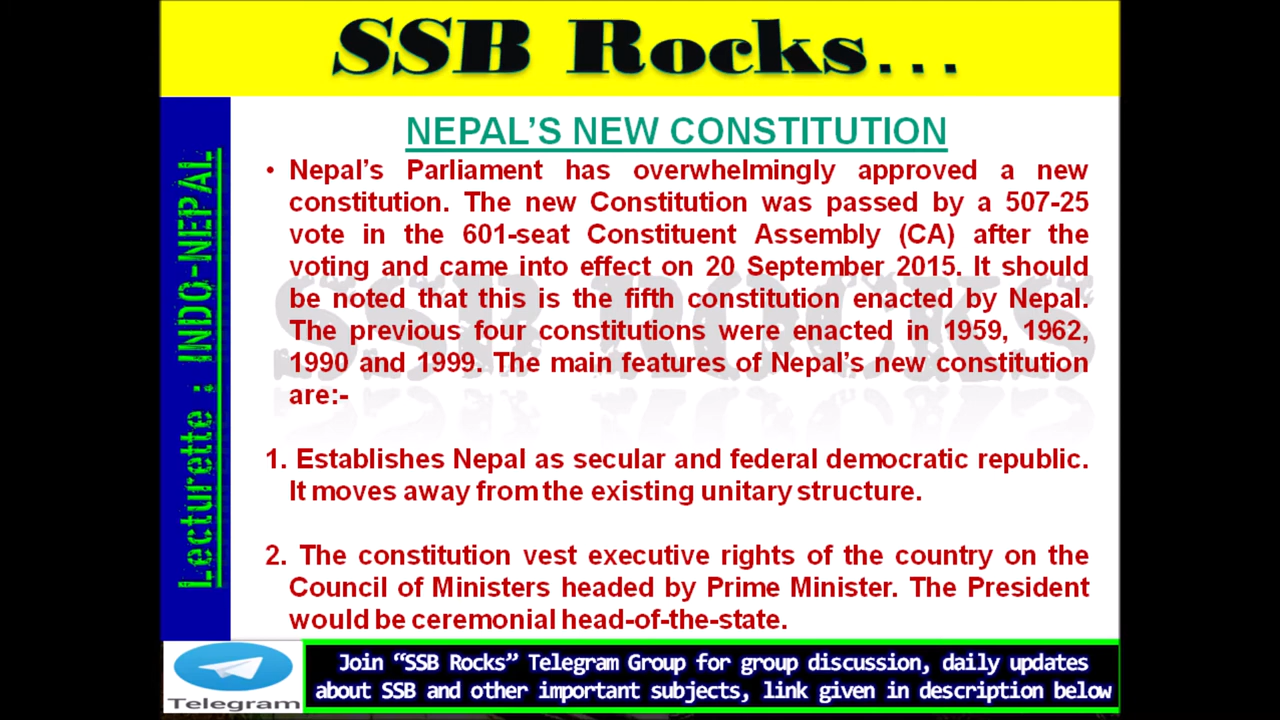 SSB Rocks...
Lecturette : INDO-NEPAL
NEPAL'S NEW CONSTITUTION
• Nepal's Parliament has overwhelmingly approved a new
constitution. The new Constitution was passed by a 507-25
vote in the 601-seat Constituent Assembly (CA) after the
voting and came into effect on 20 September 2015. It should
be noted that this is the fifth constitution enacted by Nepal.
The previous four constitutions were enacted in 1959, 1962,
1990 and 1999. The main features of Nepal's new constitution
are:-
1. Establishes Nepal as secular and federal democratic republic.
It moves away from the existing unitary structure.
2. The constitution vest executive rights of the country on the
Council of Ministers headed by Prime Minister. The President
would be ceremonial head-of-the-state.
SSB ROCKS
Telegram
Join “SSB Rocks” Telegram Group for group discussion, daily updates
about SSB and other important subjects, link given in description below